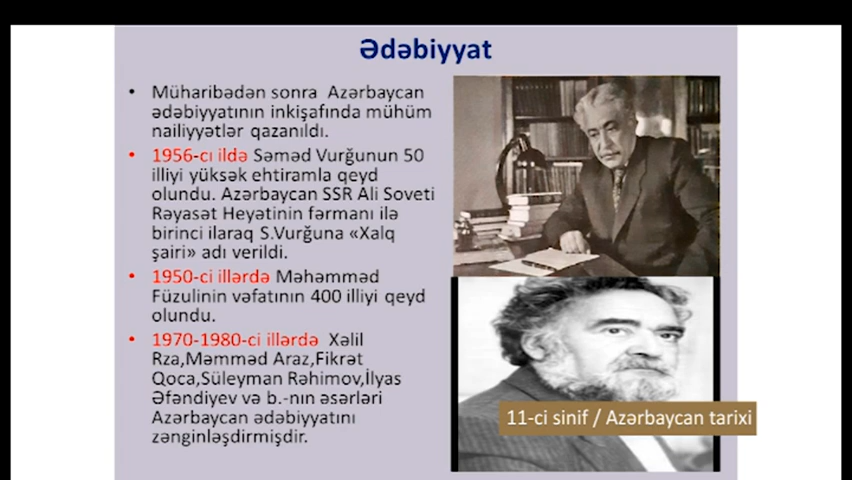 Ədəbiyyat
• Müharibədən sonra Azərbaycan
ədəbiyyatının inkişafında mühüm
nailiyyətlər qazanıldı.
• 1956-cı ildə Səməd Vurğunun 50
illiyi yüksək ehtiramla qeyd
olundu. Azərbaycan SSR Ali Soveti
Rəyasət Heyətinin fərmanı ilə
birinci ilaraq S.Vurğuna «Xalq
şairi» adı verildi.
• 1950-ci illərdə Məhəmməd
Füzulinin vəfatının 400 illiyi qeyd
olundu.
• 1970-1980-ci illərdə Xəlil
Rza,Məmməd Araz,Fikrət
Qoca,Süleyman Rəhimov,İlyas
Əfəndiyev və b.-nın əsərləri
Azərbaycan ədəbiyyatını
zənginləşdirmişdir.
11-ci sinif / Azərbaycan tarixi